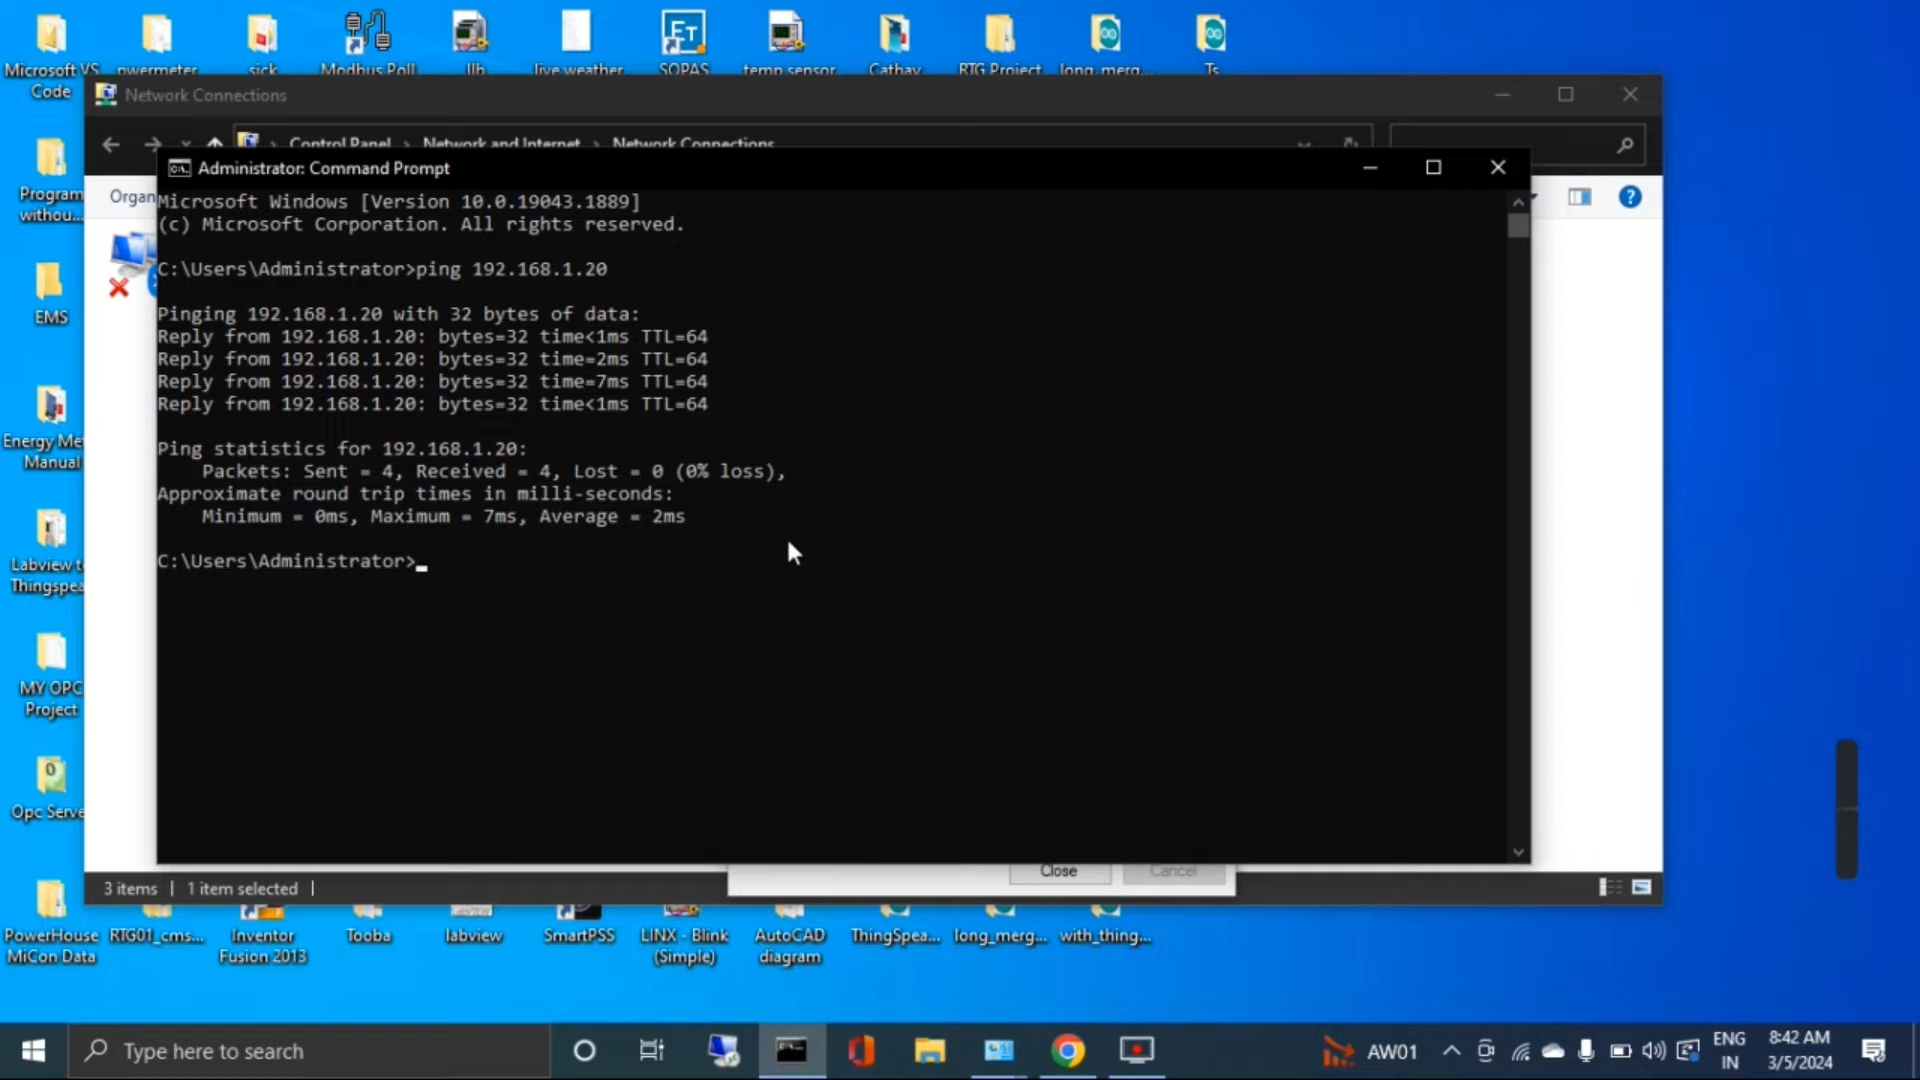 Microsoft VS
Code
pwermeter
sick
Modbus Poll
llb
live weather
SOPAS
temp sensor
Cathay
RTG Project
long_merg...
Ts
Network Connections
Control Panel > Network and Internet > Network Connections
Administrator: Command Prompt
Organ
Microsoft Windows [Version 10.0.19043.1889]
(c) Microsoft Corporation. All rights reserved.
C:\Users\Administrator>ping 192.168.1.20
Pinging 192.168.1.20 with 32 bytes of data:
Reply from 192.168.1.20: bytes=32 time<1ms TTL=64
Reply from 192.168.1.20: bytes=32 time=2ms TTL=64
Reply from 192.168.1.20: bytes=32 time=7ms TTL=64
Reply from 192.168.1.20: bytes=32 time<1ms TTL=64
Ping statistics for 192.168.1.20:
Packets: Sent = 4, Received = 4, Lost = 0 (0% loss),
Approximate round trip times in milli-seconds:
Minimum = 0ms, Maximum = 7ms, Average = 2ms
C:\Users\Administrator>_
Program
withou...
EMS
Energy Me
Manual
Labview t
Thingspea
MY OPC
Project
Opc Serve
Close
Cancel
3 items | 1 item selected |
PowerHouse
MiCon Data
RTG01_cms...
Inventor
Fusion 2013
Tooba
labview
SmartPSS
LINX - Blink
(Simple)
AutoCAD
diagram
ThingSpea...
long_merg...
with_thing...
Type here to search
AW01
ENG
IN
8:42 AM
3/5/2024